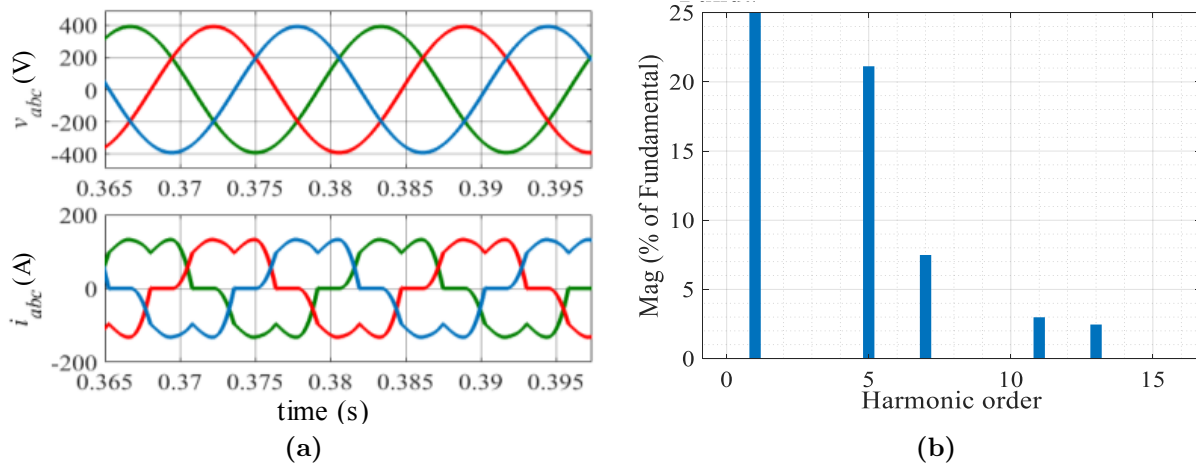 400
200
0
-200
-400
v_abc (V)
0.365 0.37 0.375 0.38 0.385 0.39 0.395
200
0
-200
i_abc (A)
0.365 0.37 0.375 0.38 0.385 0.39 0.395
time (s)
(a)
25
20
15
10
5
0
Mag (% of Fundamental)
0 5 10 15
Harmonic order
(b)